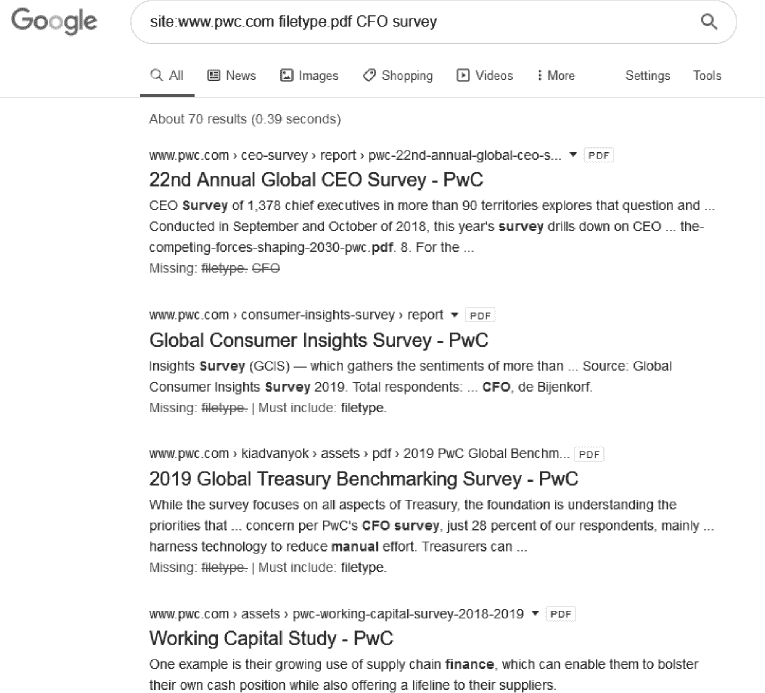 Google
site:www.pwc.com filetype.pdf CFO survey
All News Images Shopping Videos More Settings Tools
About 70 results (0.39 seconds)
www.pwc.com › ceo-survey › report › pwc-22nd-annual-global-ceo-s... PDF
22nd Annual Global CEO Survey - PwC
CEO Survey of 1,378 chief executives in more than 90 territories explores that question and ...
Conducted in September and October of 2018, this year's survey drills down on CEO ... the-
competing-forces-shaping-2030-pwc.pdf. 8. For the ...
Missing: filetype. CFO
www.pwc.com › consumer-insights-survey › report PDF
Global Consumer Insights Survey - PwC
Insights Survey (GCIS) — which gathers the sentiments of more than ... Source: Global
Consumer Insights Survey 2019. Total respondents: ... CFO, de Bijenkorf.
Missing: filetype. | Must include: filetype.
www.pwc.com › kiadvanyok › assets › pdf › 2019 PwC Global Benchm... PDF
2019 Global Treasury Benchmarking Survey - PwC
While the survey focuses on all aspects of Treasury, the foundation is understanding the
priorities that ... concern per PwC's CFO survey, just 28 percent of our respondents, mainly ...
harness technology to reduce manual effort. Treasurers can ...
Missing: filetype. | Must include: filetype.
www.pwc.com › assets › pwc-working-capital-survey-2018-2019 PDF
Working Capital Study - PwC
One example is their growing use of supply chain finance, which can enable them to bolster
their own cash position while also offering a lifeline to their suppliers.